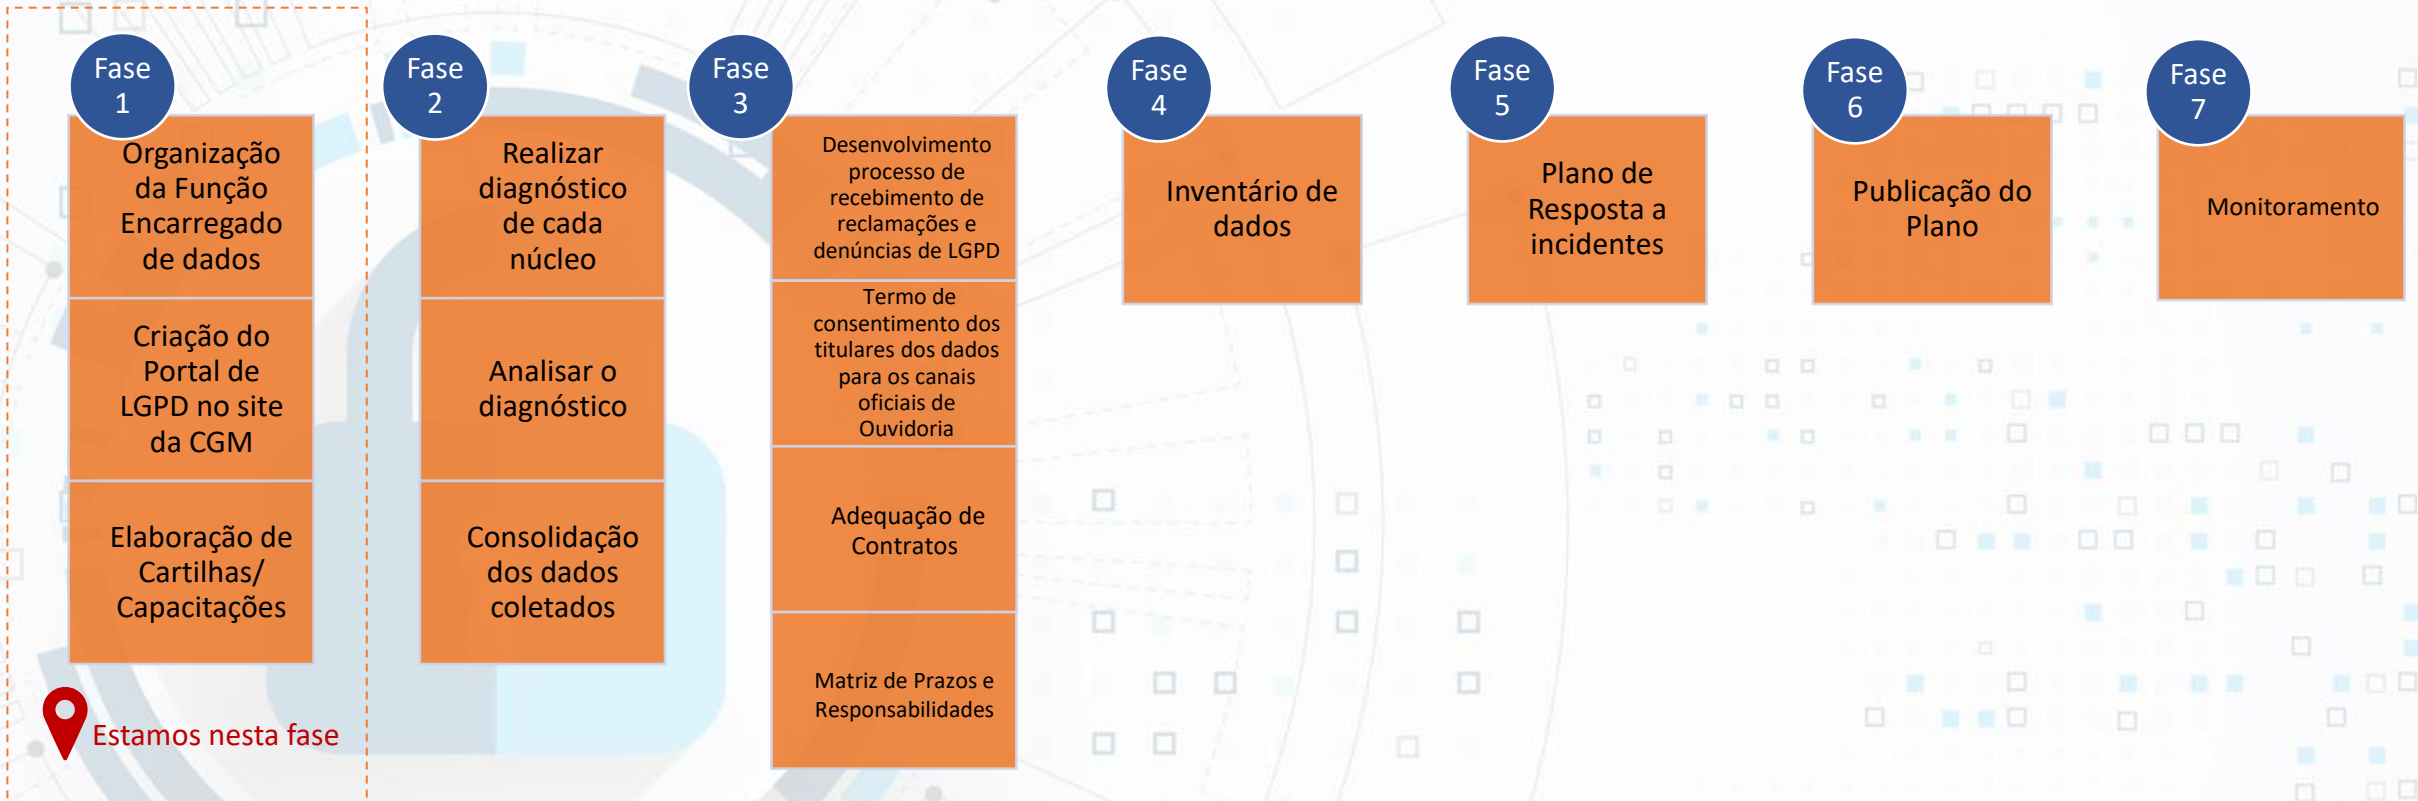 Fase
1
Organização
da Função
Encarregado
de dados
Criação do
Portal de
LGPD no site
da CGM
Elaboração de
Cartilhas/
Capacitações
Estamos nesta fase
Fase
2
Realizar
diagnóstico
de cada
núcleo
Analisar o
diagnóstico
Consolidação
dos dados
coletados
Fase
3
Desenvolvimento
processo de
recebimento de
reclamações e
denúncias de LGPD
Termo de
consentimento dos
titulares dos dados
para os canais
oficiais de
Ouvidoria
Adequação de
Contratos
Matriz de Prazos e
Responsabilidades
Fase
4
Inventário de
dados
Fase
5
Plano de
Resposta a
incidentes
Fase
6
Publicação do
Plano
Fase
7
Monitoramento